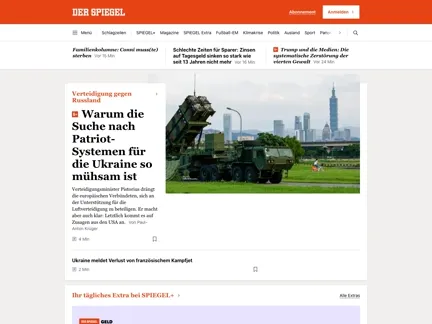 DER SPIEGEL
Abonnement
Anmelden
Menü
Schlagzeilen
SPIEGEL+
Magazine
SPIEGEL Extra
Fußball-EM
Klimakrise
Politik
Ausland
Sport
Familienkolumne: Conni muss(te)
sterben Vor 15 Min
Schlechte Zeiten für Sparer: Zinsen
auf Tagesgeld sinken so stark wie
seit 13 Jahren nicht mehr Vor 16 Min
Trump und die Medien: Die
systematische Zerstörung der
vierten Gewalt Vor 24 Min
Verteidigung gegen
Russland
Warum die
Suche nach
Patriot-
Systemen für
die Ukraine so
mühsam ist
Verteidigungsminister Pistorius drängt
die europäischen Verbündeten, sich an
der Unterstützung für die
Luftverteidigung zu beteiligen. Er macht
aber auch klar: Letztlich kommt es auf
Zusagen aus den USA an. Von Paul-
Anton Krüger
4 Min
Ukraine meldet Verlust von französischem Kampfjet
2 Min
Ihr tägliches Extra bei SPIEGEL+
Alle Extras
GELD